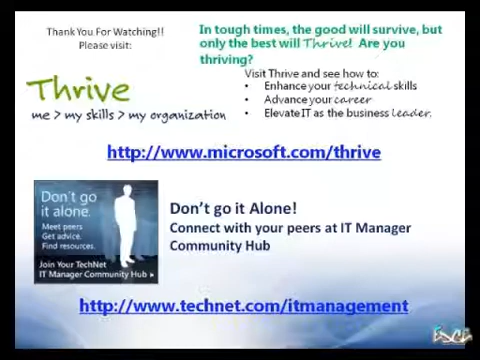 Thank You For Watching!!
Please visit:
In tough times, the good will survive, but
only the best will Thrive! Are you
thriving?
Thrive
me > my skills > my organization
Visit Thrive and see how to:
• Enhance your technical skills
• Advance your career
• Elevate IT as the business leader.
http://www.microsoft.com/thrive
Don't go
it alone.
Meet peers
Get advice.
Find resources.
Join Your TechNet
IT Manager Community Hub ▸
Don't go it Alone!
Connect with your peers at IT Manager
Community Hub
http://www.technet.com/itmanagement